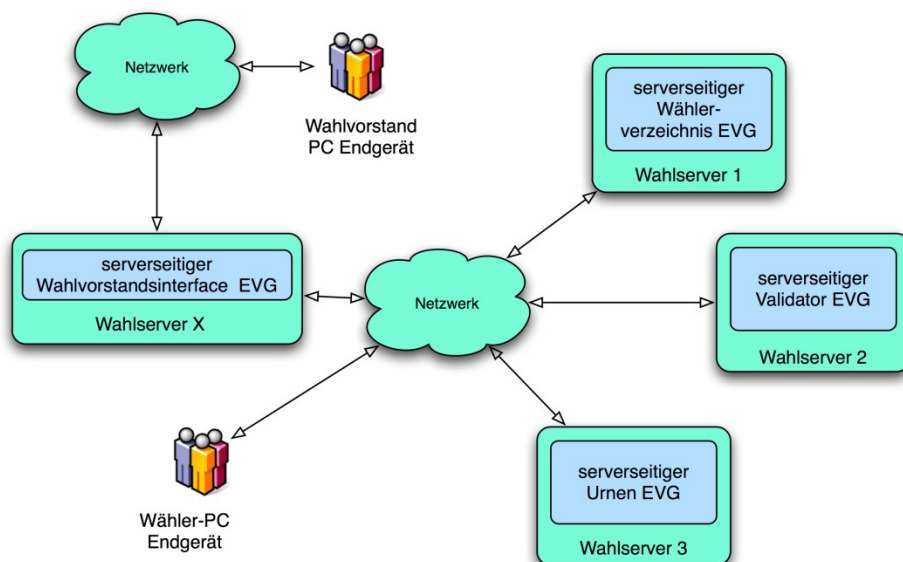 Netzwerk
Wahlvorstand
PC Endgerät
serverseitiger
Wähler-
verzeichnis EVG
Wahlserver 1
serverseitiger
Wahlvorstandsinterface EVG
Wahlserver X
Netzwerk
serverseitiger
Validator EVG
Wahlserver 2
Wähler-PC
Endgerät
serverseitiger
Urnen EVG
Wahlserver 3